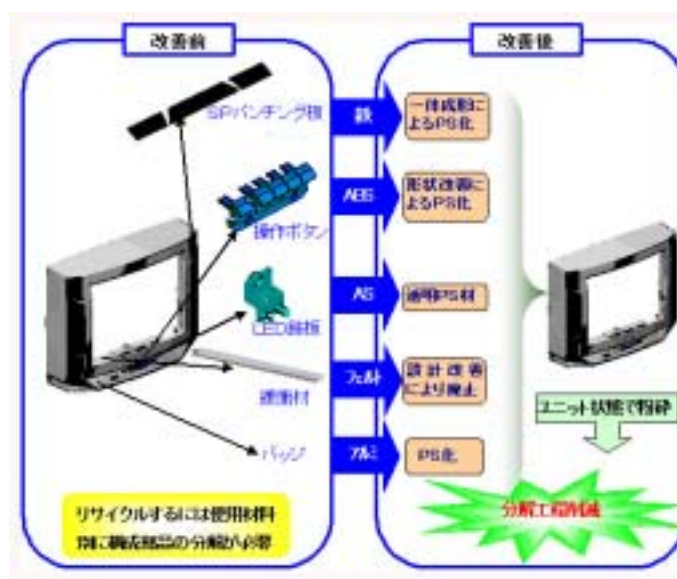 改善前
改善後
SPパンチング板
鉄
一体成形に
よるPS化
操作ボタン
ABS
形状改善に
よるPS化
LED銘板
AS
透明PS材
遮断材
フェルト
設計改善
により廃止
バッジ
アルミ
PS化
ユニット状態で粉砕
リサイクルするには使用材料
別に構成部品の分解が必要
分解工程削減